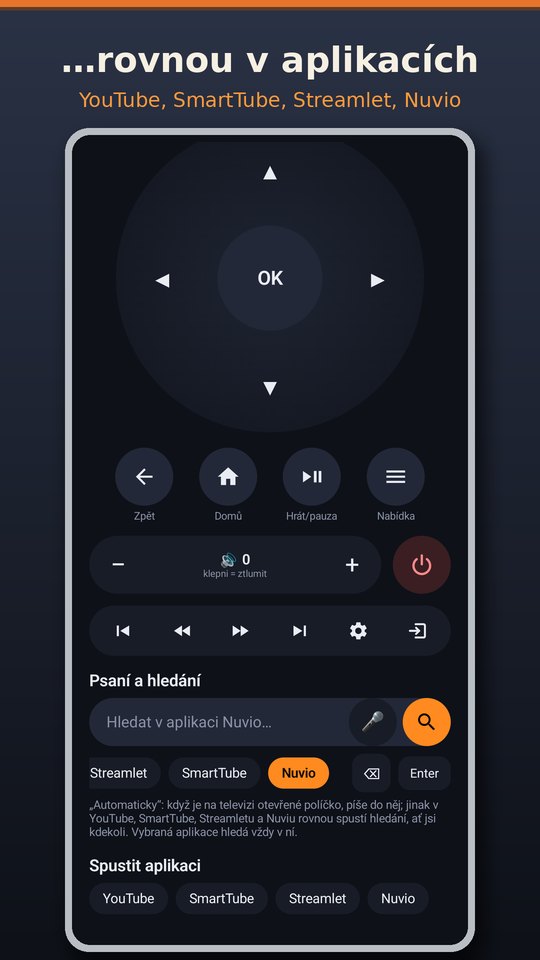 …rovnou v aplikacích
YouTube, SmartTube, Streamlet, Nuvio
OK
Zpět Domů Hrát/pauza Nabídka
− 0 +
klepni = ztlumit
Psaní a hledání
Hledat v aplikaci Nuvio…
Streamlet SmartTube Nuvio Enter
„Automaticky“: když je na televizi otevřené políčko, píše do něj; jinak v
YouTube, SmartTube, Streamletu a Nuviu rovnou spustí hledání, ať jsi
kdekoli. Vybraná aplikace hledá vždy v ní.
Spustit aplikaci
YouTube SmartTube Streamlet Nuvio